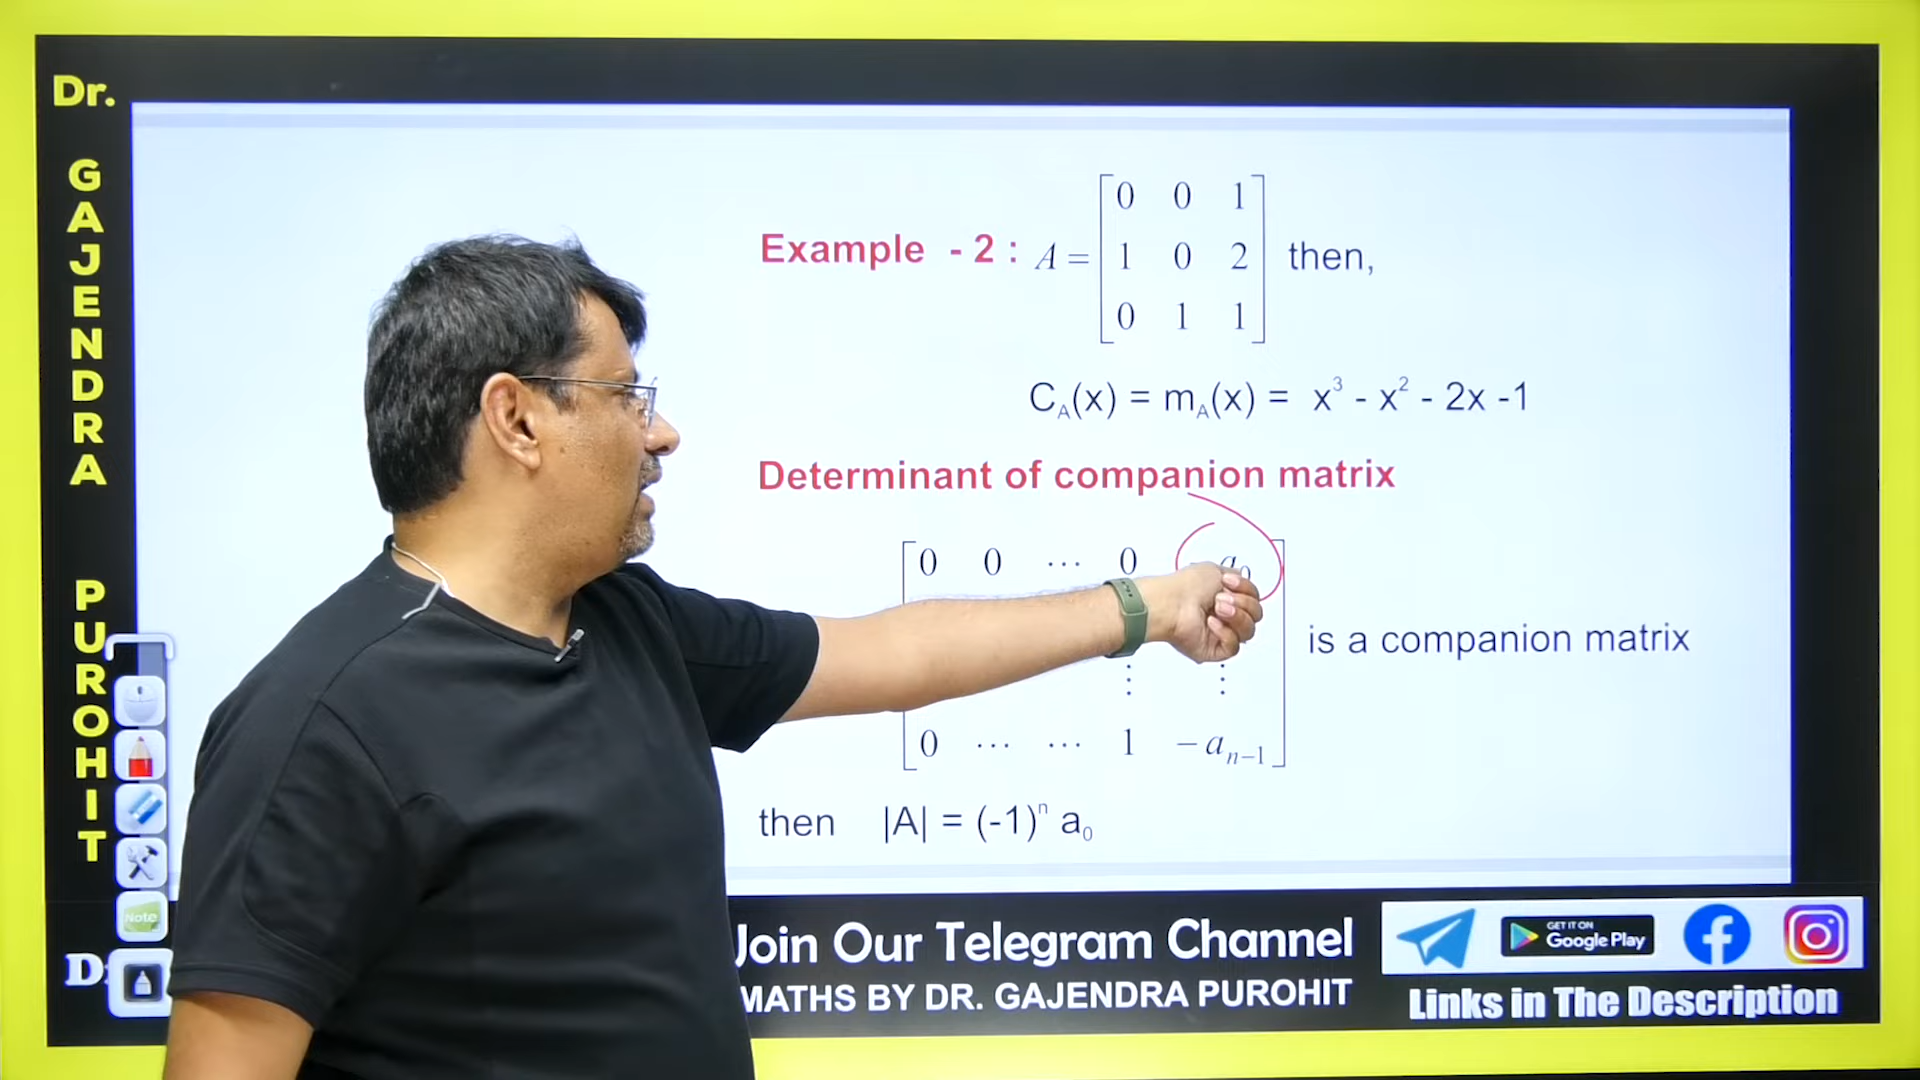 Dr.
GAJENDRA
PUROHIT
Example - 2 : A = [0 0 1
1 0 2
0 1 1] then,
C_A(x) = m_A(x) = x³ - x² - 2x -1
Determinant of companion matrix
0 0 ... 0 a₀
⋮ ⋮
is a companion matrix
0 ... ... 1 -a_{n-1}
then |A| = (-1)ⁿ a₀
Note
Join Our Telegram Channel
MATHS BY DR. GAJENDRA PUROHIT
GET IT ON
Google Play
Links in The Description